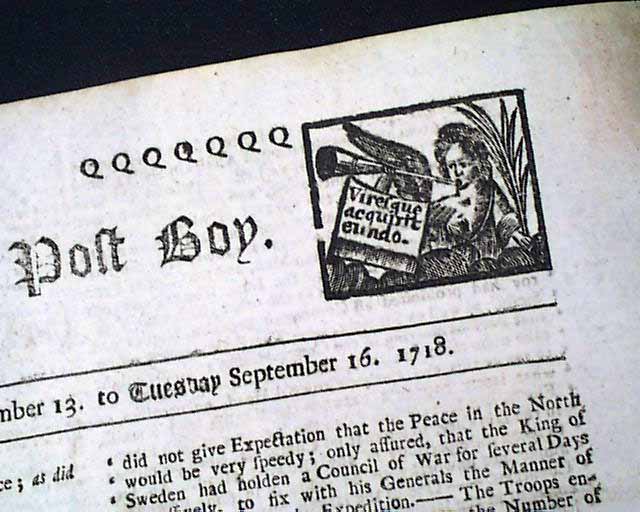 Q Q Q Q Q Q Q
Viresque
acquirit
eundo.
Poſt Boy.
mber 13. to Tueſday September 16. 1718.
ce; as did
‘ did not give Expectation that the Peace in the North
‘ would be very ſpeedy; only aſſured, that the King of
‘ Sweden had holden a Council of War for ſeveral Days
to fix with his Generals the Manner of
Expedition.—— The Troops en-
the Number of